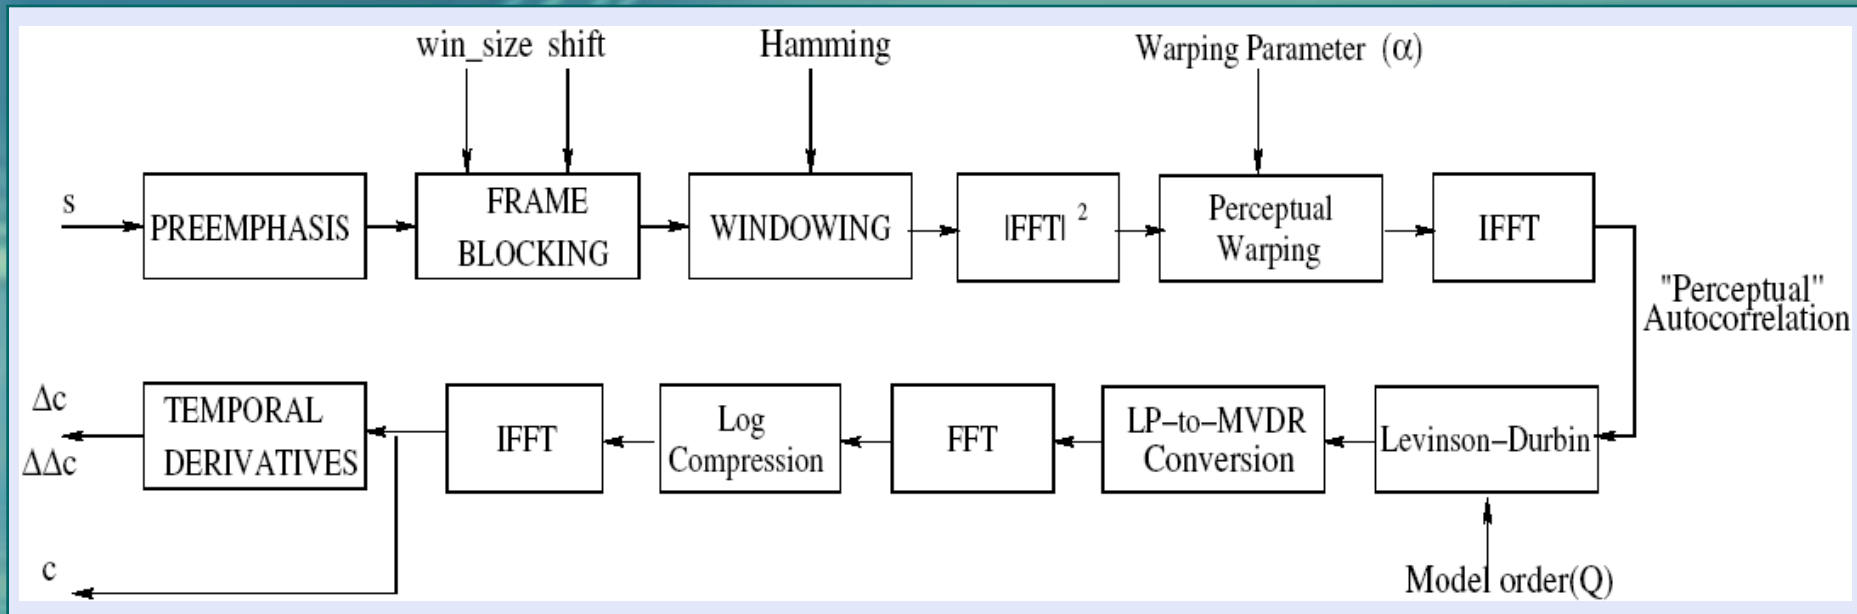 win_size shift
Hamming
Warping Parameter (α)
s
PREEMPHASIS
FRAME
BLOCKING
WINDOWING
|FFT| 2
Perceptual
Warping
IFFT
"Perceptual"
Autocorrelation
Δc
ΔΔc
TEMPORAL
DERIVATIVES
IFFT
Log
Compression
FFT
LP-to-MVDR
Conversion
Levinson-Durbin
c
Model order(Q)